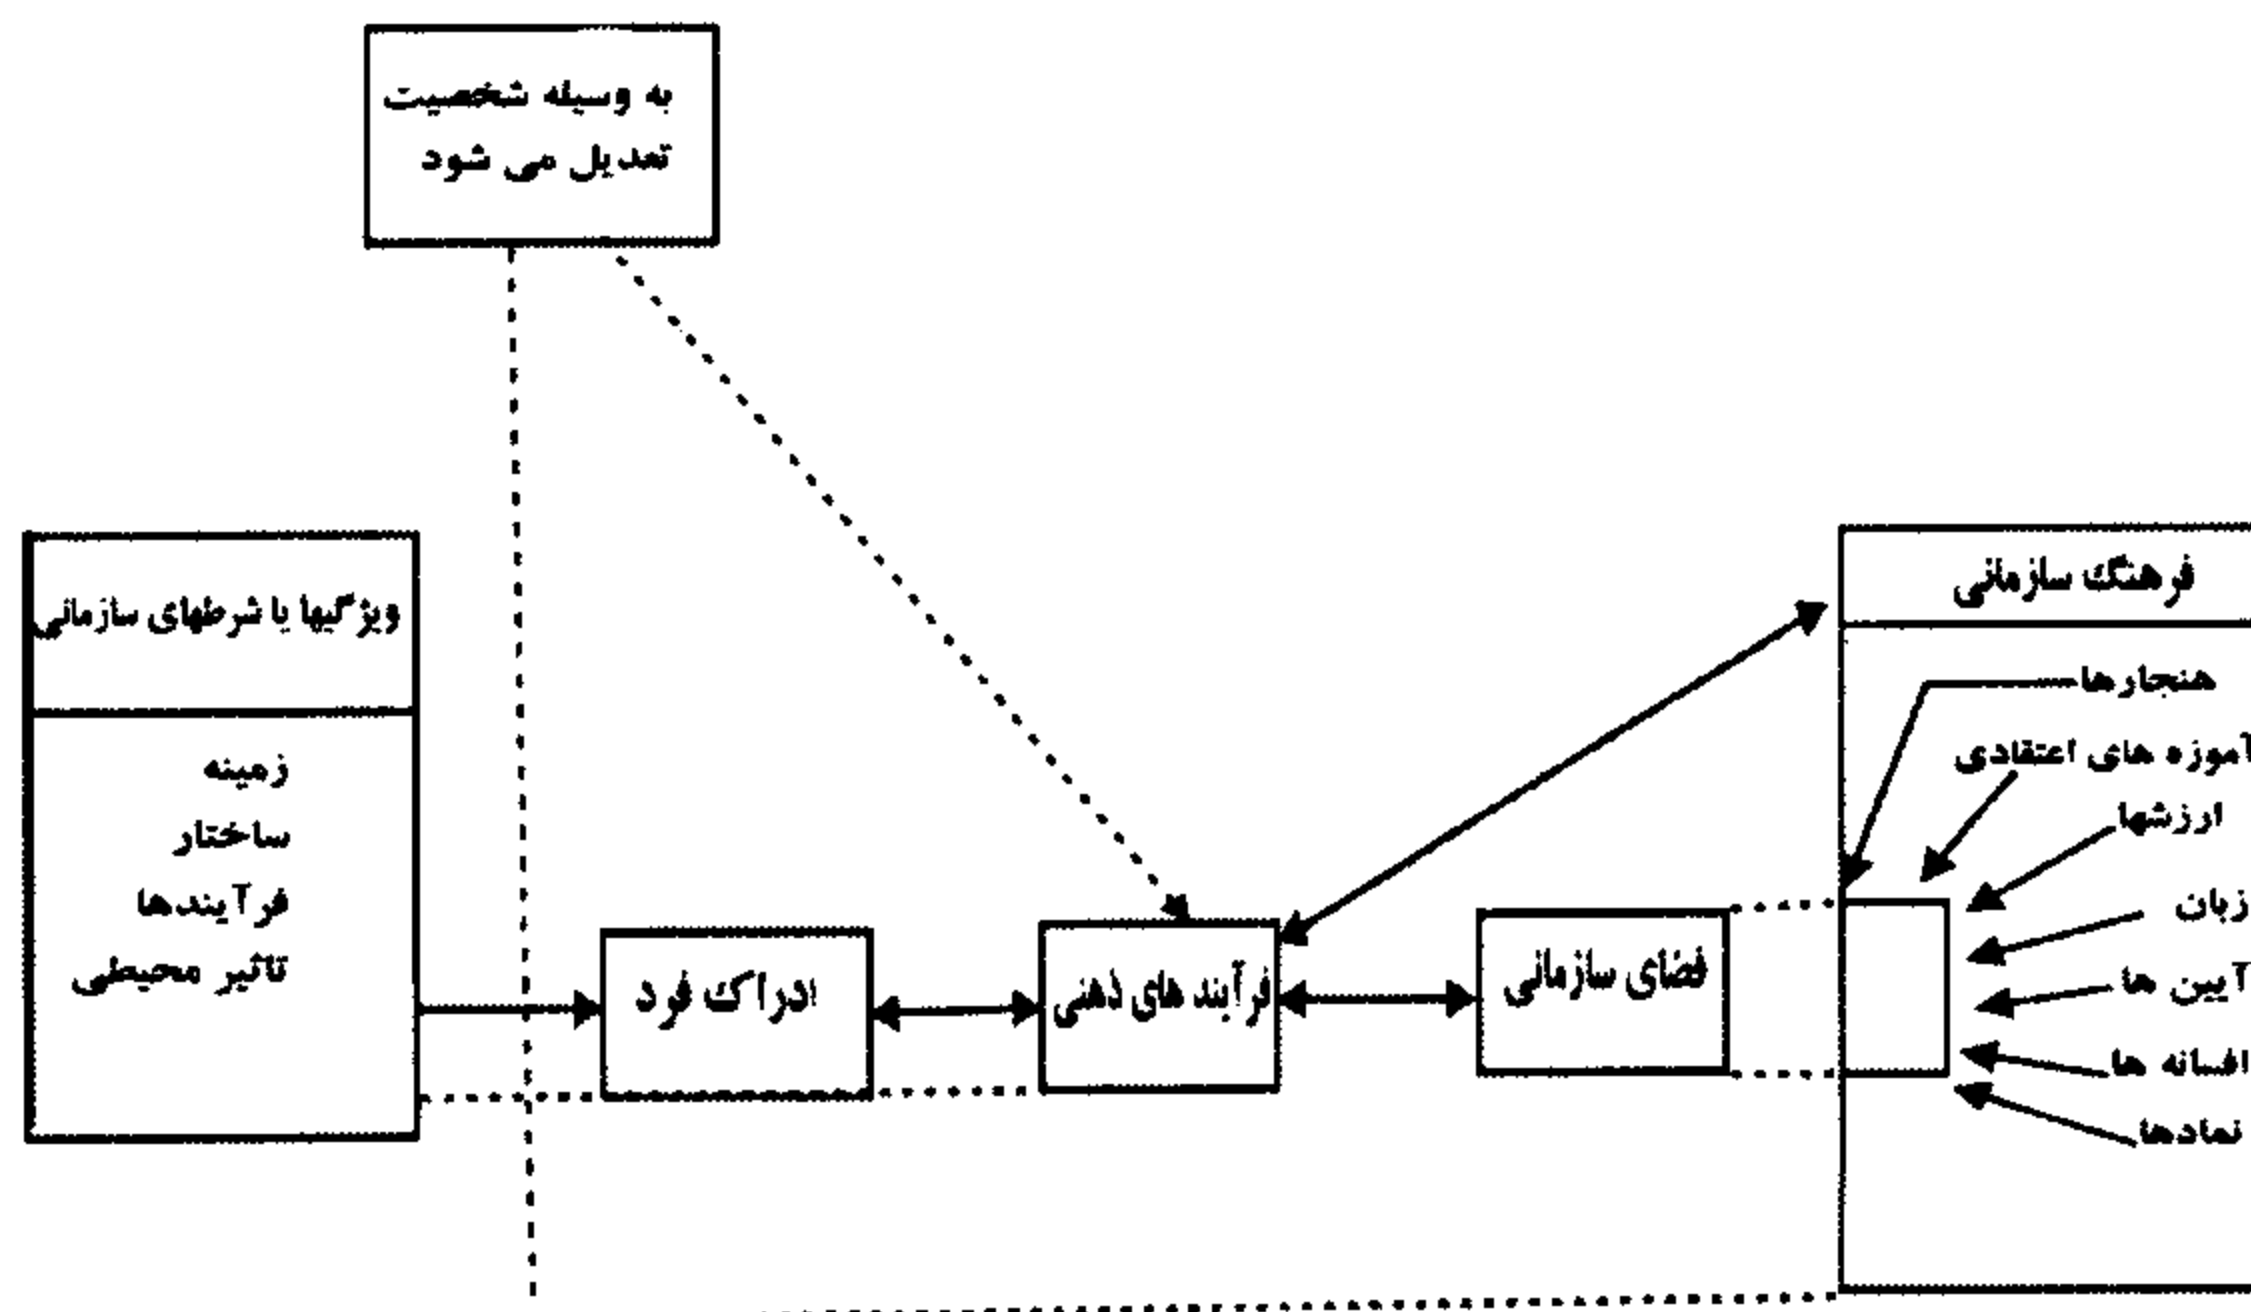 به وسیله شخصیت
تعدیل می شود
ویژگیها یا شرطهای سازمانی
زمینه
ساختار
فرآیندها
تاثیر محیطی
ادراک فرد
فرآیند های ذهنی
فضای سازمانی
فرهنگ سازمانی
هنجارها
آموزه های اعتقادی
ارزشها
زبان
آیین ها
افسانه ها
نمادها